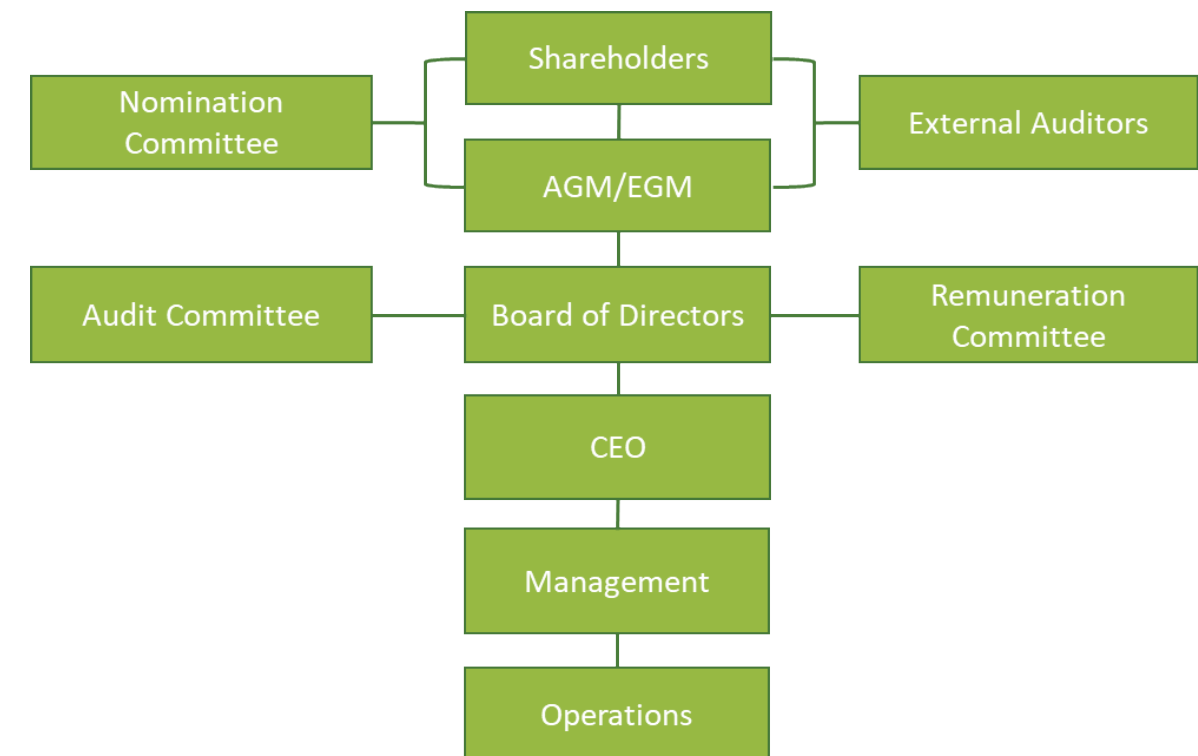 Shareholders
Nomination
Committee
External Auditors
AGM/EGM
Audit Committee
Board of Directors
Remuneration
Committee
CEO
Management
Operations